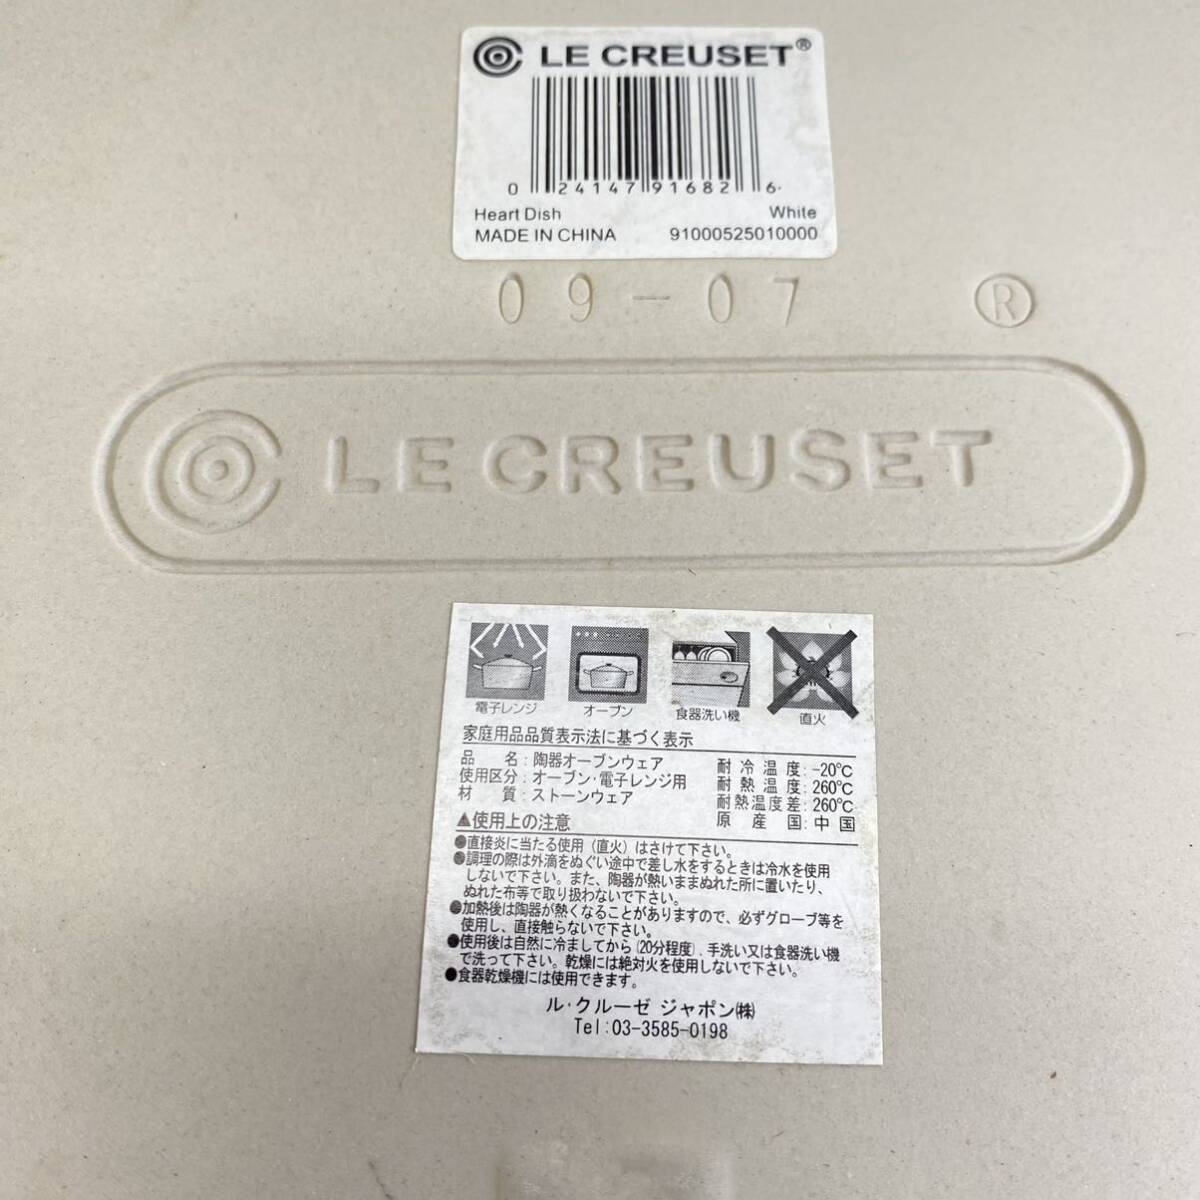 LE CREUSET®
0 24147 91682 6
Heart Dish White
MADE IN CHINA 91000525010000
09-07 ®
LE CREUSET
電子レンジ オーブン 食器洗い機 直火
家庭用品品質表示法に基づく表示
品名:陶器オーブンウェア 耐冷温度:-20℃
使用区分:オーブン・電子レンジ用 耐熱温度:260℃
材質:ストーンウェア 耐熱温度差:260℃
原産国:中国
▲使用上の注意
●直接炎に当たる使用(直火)はさけて下さい。
●調理の際は外滴をぬぐい途中で差し水をするときは冷水を使用
しないで下さい。また、陶器が熱いままぬれた所に置いたり、
ぬれた布等で取り扱わないで下さい。
●加熱後は陶器が熱くなることがありますので、必ずグローブ等を
使用し、直接触らないで下さい。
●使用後は自然に冷ましてから(20分程度)、手洗い又は食器洗い機
で洗って下さい。乾燥には絶対火を使用しないで下さい。
●食器乾燥機には使用できます。
ル・クルーゼ ジャポン㈱
Tel:03-3585-0198